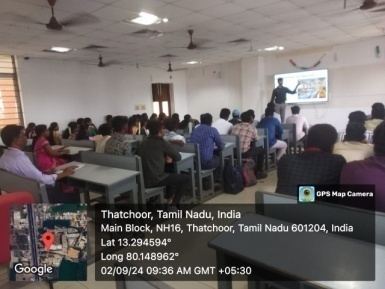 GPS Map Camera
Thatchoor, Tamil Nadu, India
Main Block, NH16, Thatchoor, Tamil Nadu 601204, India
Lat 13.294594°
Long 80.148962°
02/09/24 09:36 AM GMT +05:30
Google